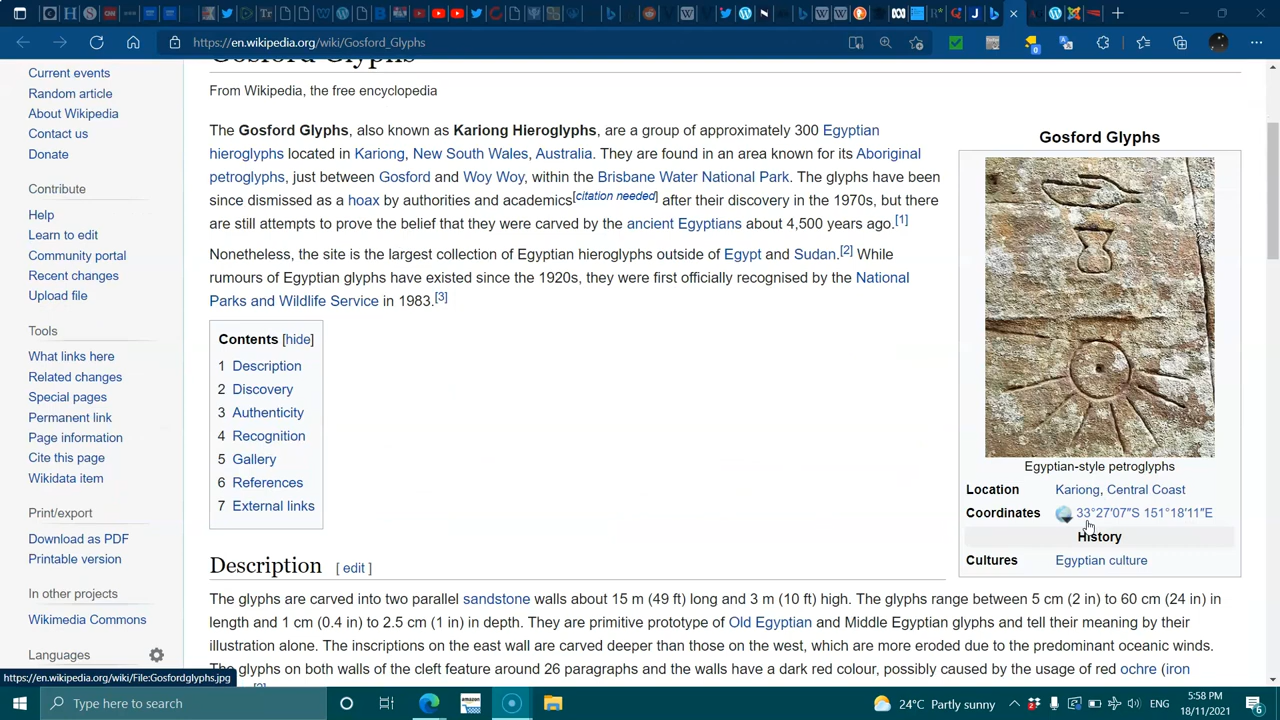 https://en.wikipedia.org/wiki/Gosford_Glyphs
Gosford Glyphs
From Wikipedia, the free encyclopedia
Current events
Random article
About Wikipedia
Contact us
Donate
Contribute
Help
Learn to edit
Community portal
Recent changes
Upload file
Tools
What links here
Related changes
Special pages
Permanent link
Page information
Cite this page
Wikidata item
Print/export
Download as PDF
Printable version
In other projects
Wikimedia Commons
Languages
The Gosford Glyphs, also known as Kariong Hieroglyphs, are a group of approximately 300 Egyptian
hieroglyphs located in Kariong, New South Wales, Australia. They are found in an area known for its Aboriginal
petroglyphs, just between Gosford and Woy Woy, within the Brisbane Water National Park. The glyphs have been
since dismissed as a hoax by authorities and academics[citation needed] after their discovery in the 1970s, but there
are still attempts to prove the belief that they were carved by the ancient Egyptians about 4,500 years ago.[1]
Nonetheless, the site is the largest collection of Egyptian hieroglyphs outside of Egypt and Sudan.[2] While
rumours of Egyptian glyphs have existed since the 1920s, they were first officially recognised by the National
Parks and Wildlife Service in 1983.[3]
Contents [hide]
1 Description
2 Discovery
3 Authenticity
4 Recognition
5 Gallery
6 References
7 External links
Gosford Glyphs
Egyptian-style petroglyphs
Location Kariong, Central Coast
Coordinates 33°27′07″S 151°18′11″E
History
Cultures Egyptian culture
Description [ edit ]
The glyphs are carved into two parallel sandstone walls about 15 m (49 ft) long and 3 m (10 ft) high. The glyphs range between 5 cm (2 in) to 60 cm (24 in) in
length and 1 cm (0.4 in) to 2.5 cm (1 in) in depth. They are primitive prototype of Old Egyptian and Middle Egyptian glyphs and tell their meaning by their
illustration alone. The inscriptions on the east wall are carved deeper than those on the west, which are more eroded due to the predominant oceanic winds.
The glyphs on both walls of the cleft feature around 26 paragraphs and the walls have a dark red colour, possibly caused by the usage of red ochre (iron
https://en.wikipedia.org/wiki/File:Gosfordglyphs.jpg
Type here to search
24°C Partly sunny
ENG
5:58 PM
18/11/2021
6